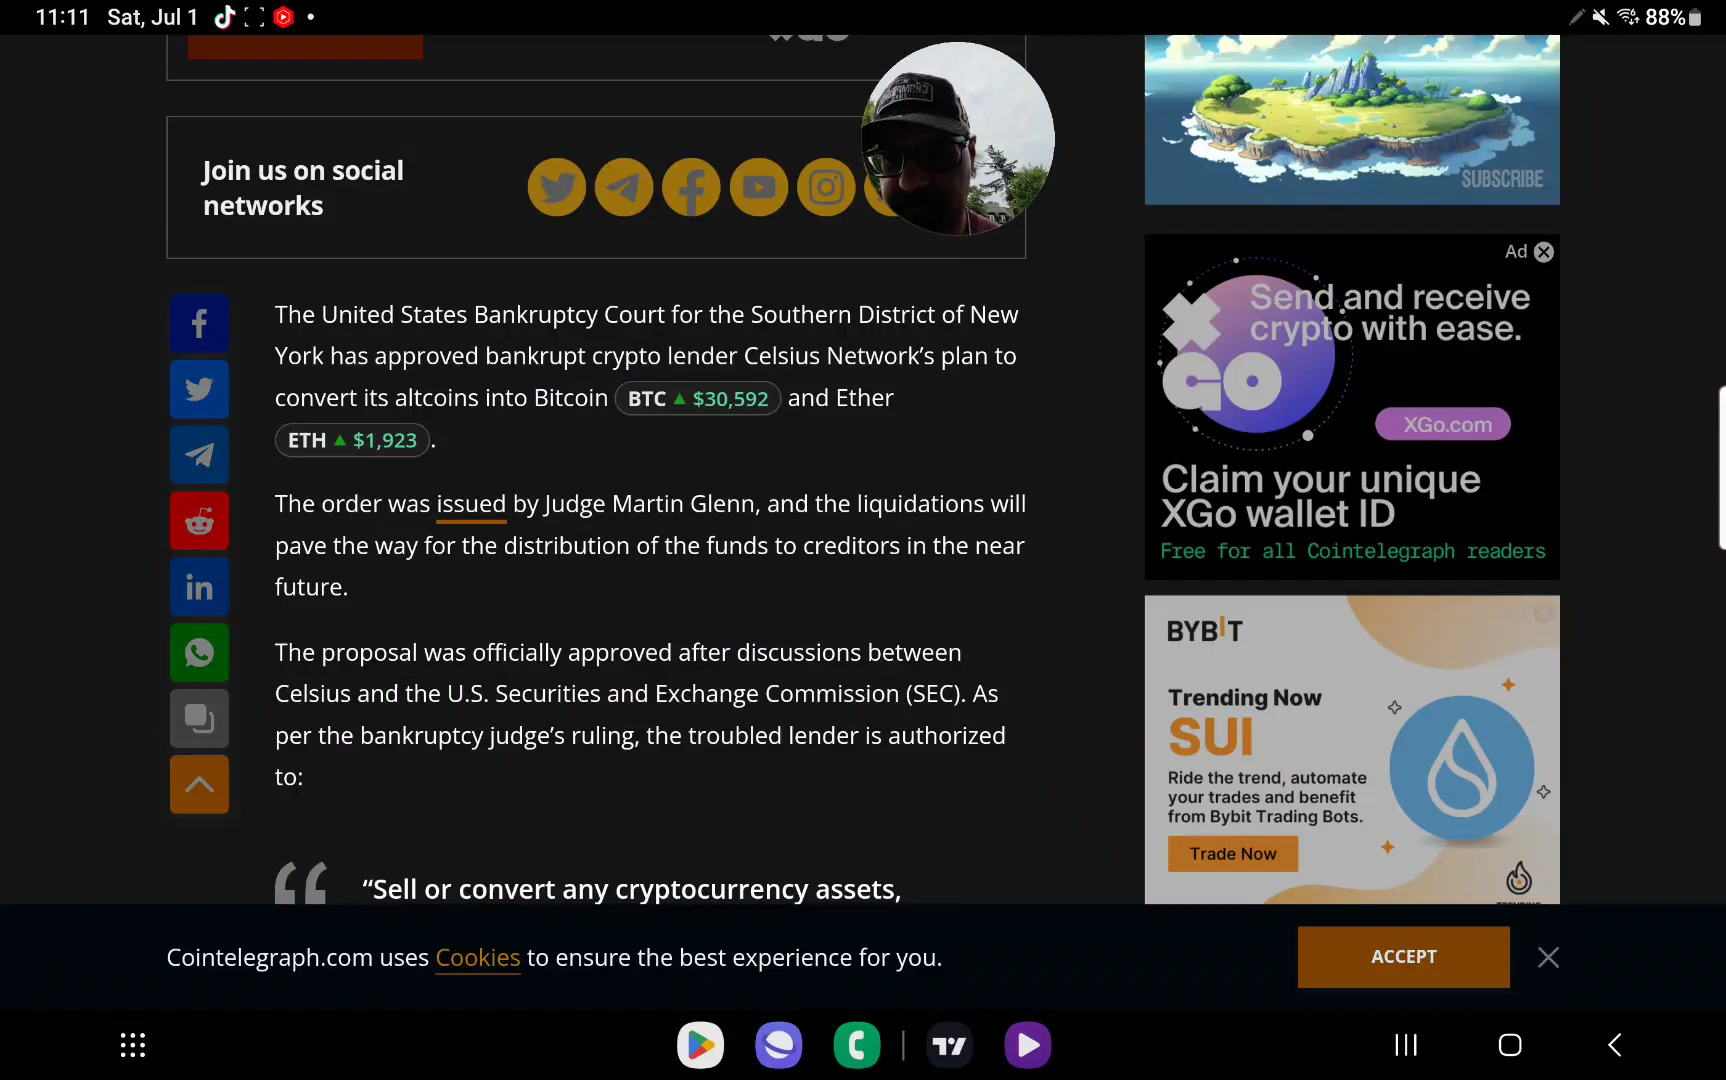 11:11 Sat, Jul 1
88%
Join us on social
networks
The United States Bankruptcy Court for the Southern District of New
York has approved bankrupt crypto lender Celsius Network’s plan to
convert its altcoins into Bitcoin BTC ▲ $30,592 and Ether
ETH ▲ $1,923 .
The order was issued by Judge Martin Glenn, and the liquidations will
pave the way for the distribution of the funds to creditors in the near
future.
The proposal was officially approved after discussions between
Celsius and the U.S. Securities and Exchange Commission (SEC). As
per the bankruptcy judge’s ruling, the troubled lender is authorized
to:
“Sell or convert any cryptocurrency assets,
SUBSCRIBE
Ad
Send and receive
crypto with ease.
XGO
XGo.com
Claim your unique
XGo wallet ID
Free for all Cointelegraph readers
BYBIT
Trending Now
SUI
Ride the trend, automate
your trades and benefit
from Bybit Trading Bots.
Trade Now
Cointelegraph.com uses Cookies to ensure the best experience for you.
ACCEPT